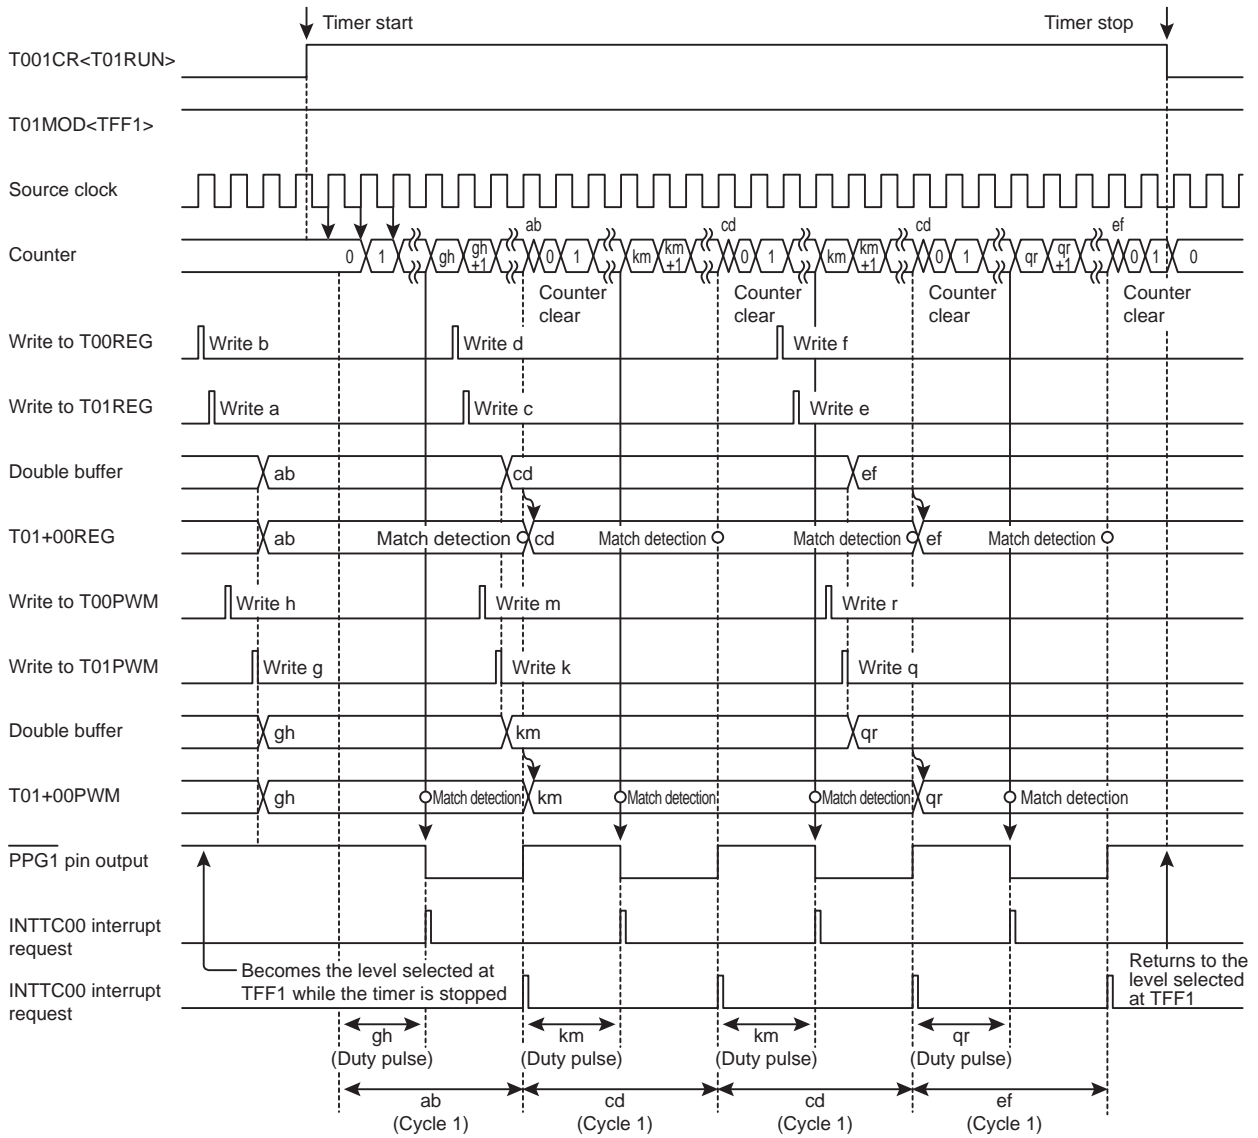 Timer start
Timer stop
T001CR<T01RUN>
T01MOD<TFF1>
Source clock
ab cd cd ef
Counter 0 1 gh gh+1 0 1 km km+1 0 1 km km+1 0 1 qr qr+1 0 1 0
Counter clear
Counter clear
Counter clear
Counter clear
Write to T00REG Write b Write d Write f
Write to T01REG Write a Write c Write e
Double buffer ab cd ef
T01+00REG ab Match detection cd Match detection Match detection ef Match detection
Write to T00PWM Write h Write m Write r
Write to T01PWM Write g Write k Write q
Double buffer gh km qr
T01+00PWM gh Match detection km Match detection Match detection qr Match detection
PPG1 pin output
INTTC00 interrupt
request
Becomes the level selected at
TFF1 while the timer is stopped
Returns to the
level selected
at TFF1
INTTC00 interrupt
request
gh km km qr
(Duty pulse) (Duty pulse) (Duty pulse) (Duty pulse)
ab cd cd ef
(Cycle 1) (Cycle 1) (Cycle 1) (Cycle 1)